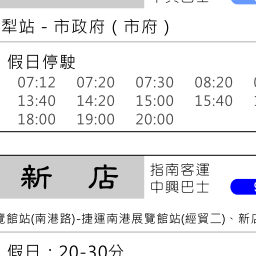 犁站 - 市政府 ( 市府 )
假日停駛
07:12 07:20 07:30 08:20
13:40 14:20 15:00 15:40
18:00 19:00 20:00
新 店
指南客運
中興巴士
覽館站(南港路)-捷運南港展覽館站(經貿二)、新店
假日 : 20-30分